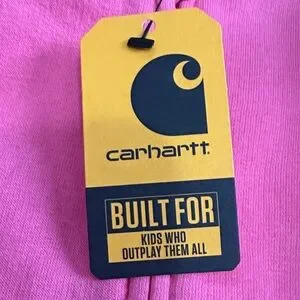 carhartt.
BUILT FOR
KIDS WHO
OUTPLAY THEM ALL